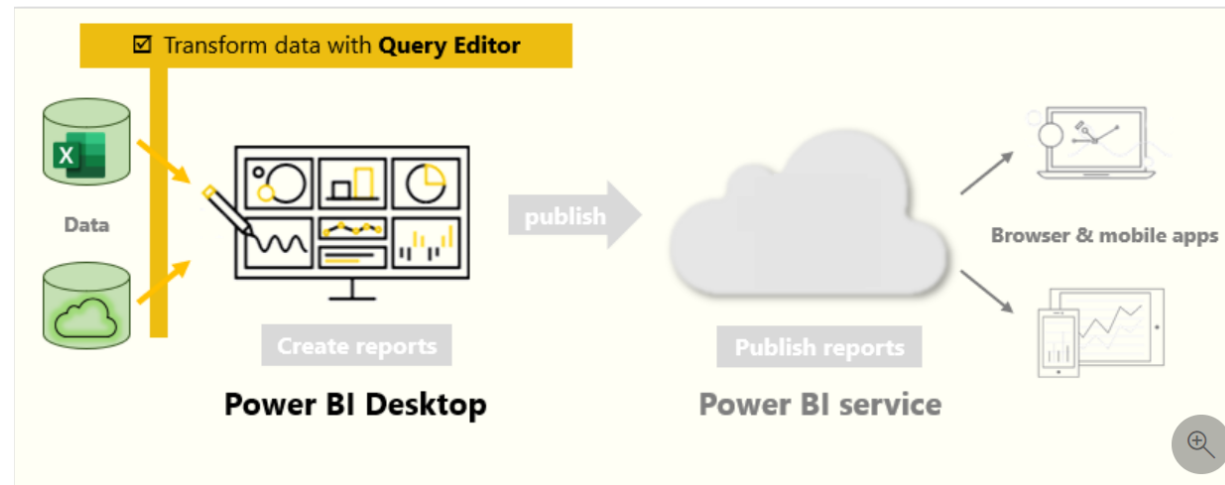 Transform data with Query Editor
X
Data
publish
Browser & mobile apps
Create reports
Publish reports
Power BI Desktop
Power BI service